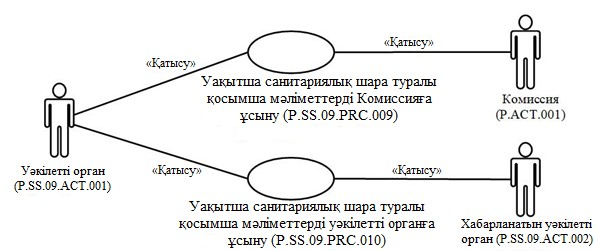 «Қатысу»
«Қатысу»
Уақытша санитариялық шара туралы
қосымша мәліметтерді Комиссияға
ұсыну (P.SS.09.PRC.009)
Комиссия
(P.ACT.001)
Уәкілетті орган
(P.SS.09.ACT.001)
«Қатысу»
«Қатысу»
Уақытша санитариялық шара туралы
қосымша мәліметтерді уәкілетті органға
ұсыну (P.SS.09.PRC.010)
Хабарланатын уәкілетті
орган (P.SS.09.ACT.002)